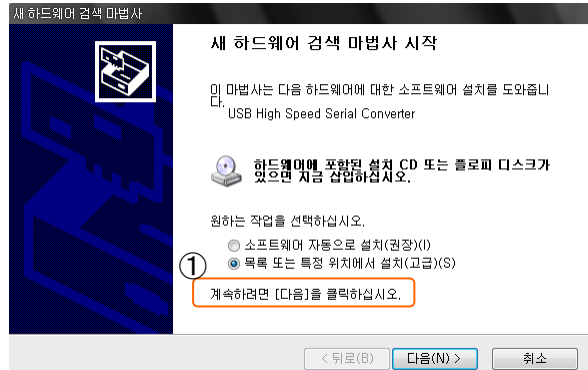 새 하드웨어 검색 마법사
새 하드웨어 검색 마법사 시작
이 마법사는 다음 하드웨어에 대한 소프트웨어 설치를 도와줍니
다.
USB High Speed Serial Converter
하드웨어에 포함된 설치 CD 또는 플로피 디스크가
있으면 지금 삽입하십시오.
원하는 작업을 선택하십시오.
소프트웨어 자동으로 설치(권장)(I)
목록 또는 특정 위치에서 설치(고급)(S)
①
계속하려면 [다음]을 클릭하십시오.
< 뒤로(B)
다음(N) >
취소